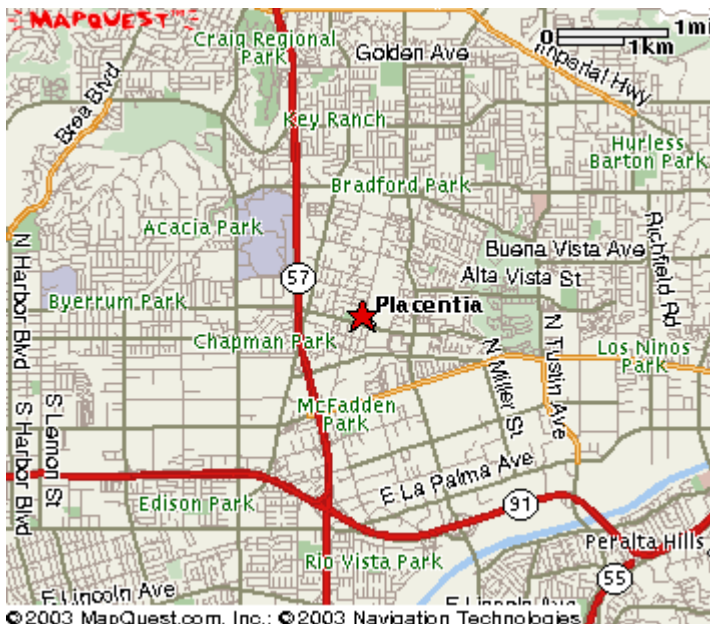 MAPQUEST
Craig Regional
Park
Golden Ave
0
1mi
1km
Imperial Hwy
Brea Blvd
Key Ranch
Hurless
Barton Park
Bradford Park
Acacia Park
Richfield Rd
Buena Vista Ave
Alta Vista St
N Harbor Blvd
57
Byerrum Park
Placentia
Chapman Park
N Miller St
N Tustin Ave
Los Ninos
Park
S Harbor Blvd
S Lemon St
McFadden
Park
E La Palma Ave
Edison Park
91
Peralta Hills
Rio Vista Park
55
E Lincoln Ave
E Lincoln Ave
©2003 MapQuest.com, Inc.; ©2003 Navigation Technologies